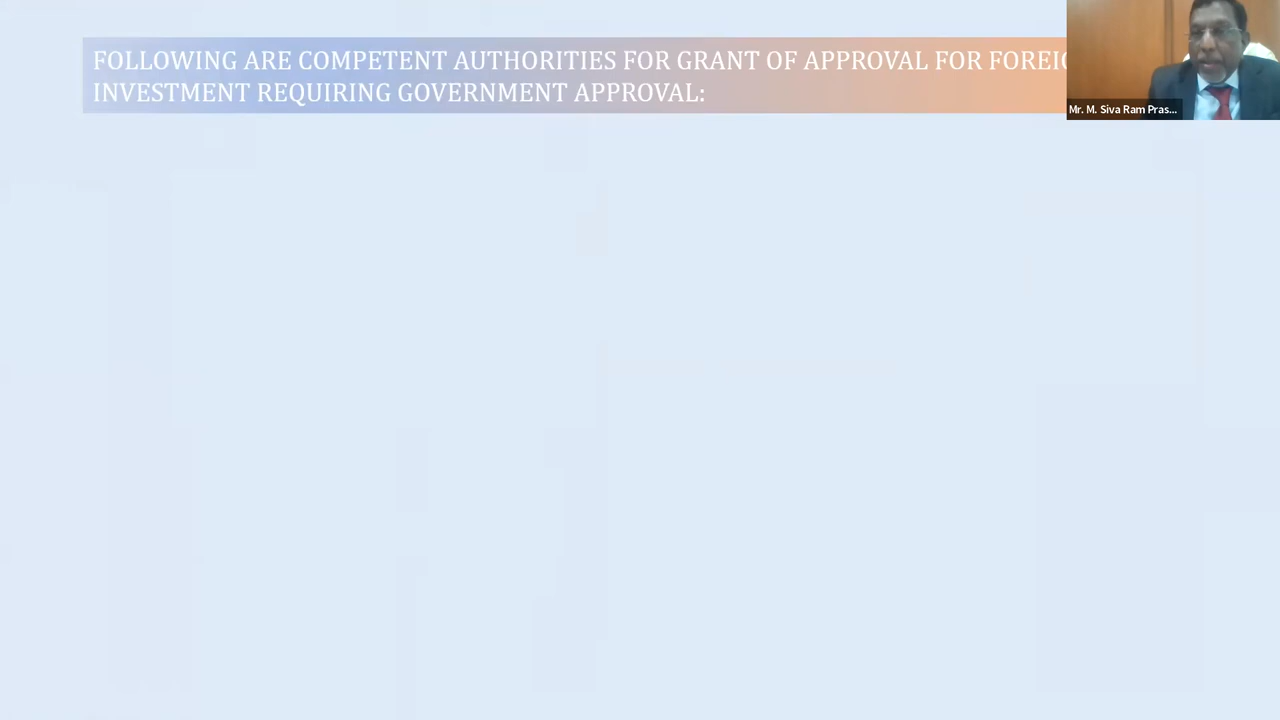 FOLLOWING ARE COMPETENT AUTHORITIES FOR GRANT OF APPROVAL FOR
INVESTMENT REQUIRING GOVERNMENT APPROVAL:
Mr. M. Siva Ram Pras...